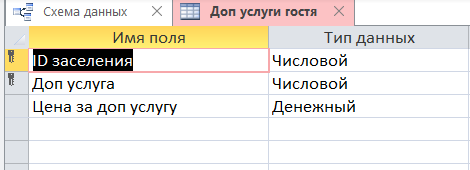 Схема данных Доп услуги гостя
Имя поля Тип данных
ID заселения Числовой
Доп услуга Числовой
Цена за доп услугу Денежный